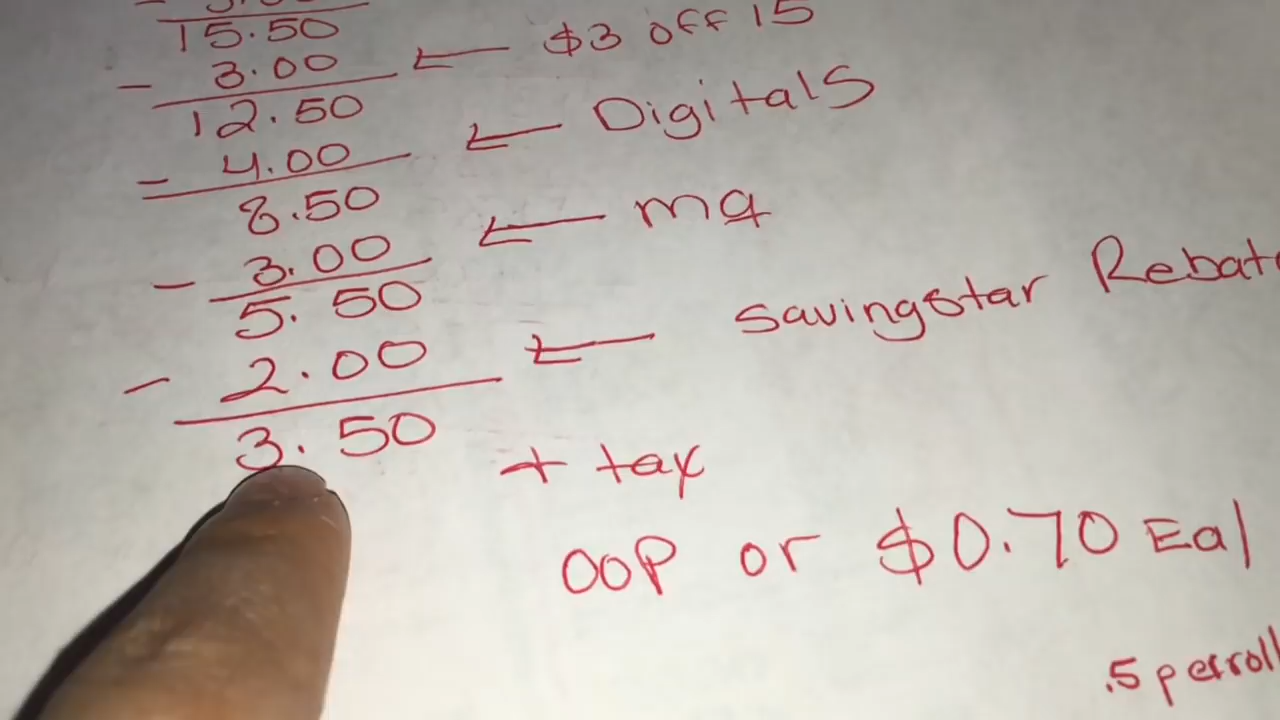 15.50
- 3.00 ← $3 off 15
12.50
- 4.00 ← Digitals
8.50
- 3.00 ← mq
5.50
- 2.00 ← Savingstar Rebate
3.50 + tax
OOP or $0.70 Ea/
.5 per roll